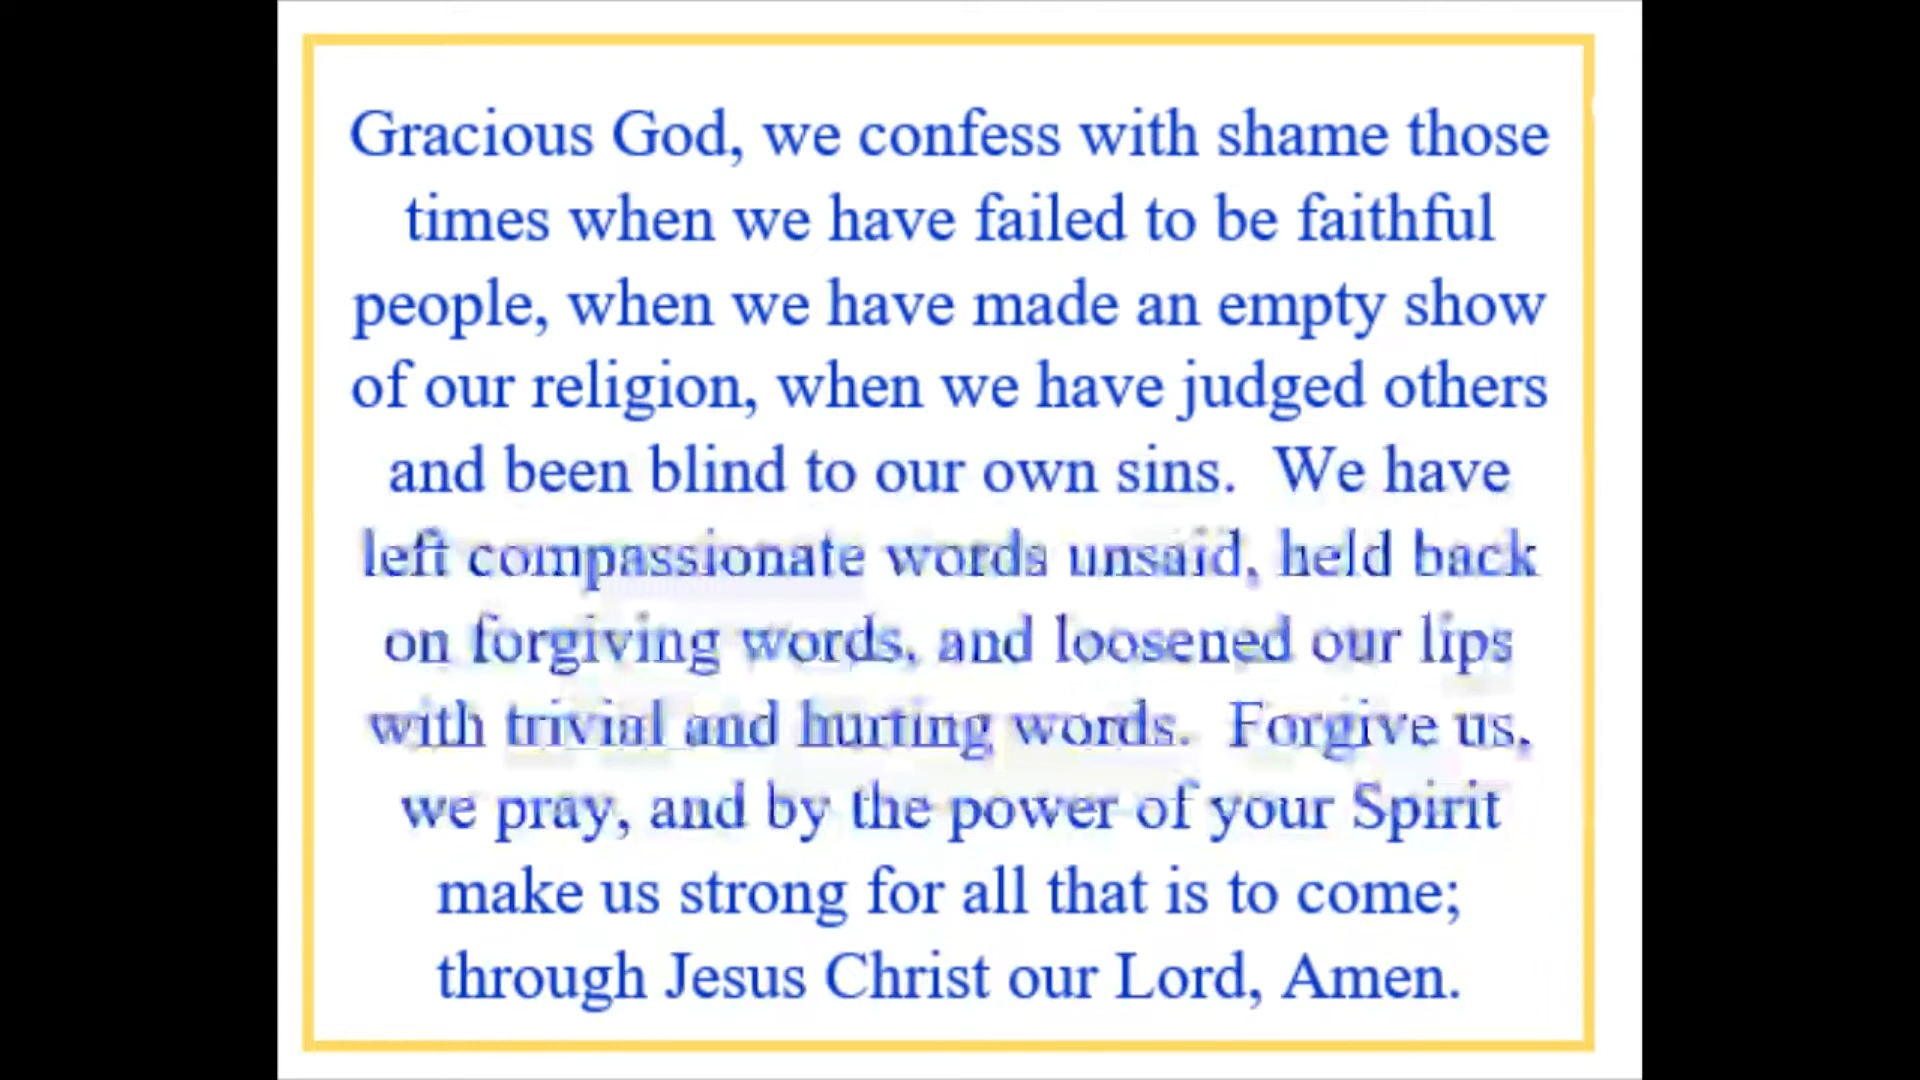 Gracious God, we confess with shame those
times when we have failed to be faithful
people, when we have made an empty show
of our religion, when we have judged others
and been blind to our own sins.  We have
left compassionate words unsaid, held back
on forgiving words, and loosened our lips
with trivial and hurting words.  Forgive us,
we pray, and by the power of your Spirit
make us strong for all that is to come;
through Jesus Christ our Lord, Amen.